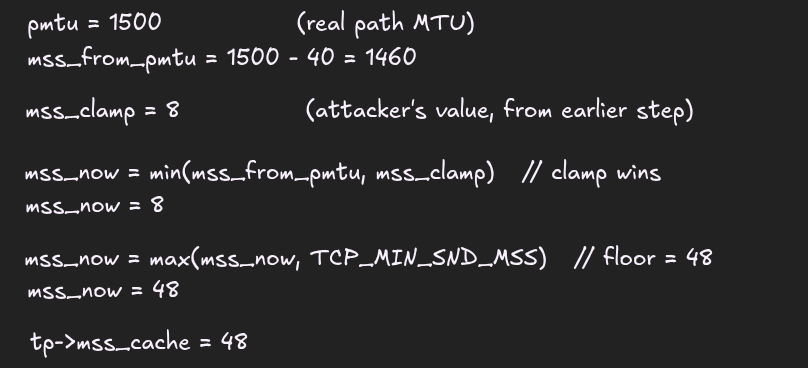 pmtu = 1500 (real path MTU)
mss_from_pmtu = 1500 - 40 = 1460
mss_clamp = 8 (attacker's value, from earlier step)
mss_now = min(mss_from_pmtu, mss_clamp) // clamp wins
mss_now = 8
mss_now = max(mss_now, TCP_MIN_SND_MSS) // floor = 48
mss_now = 48
tp->mss_cache = 48